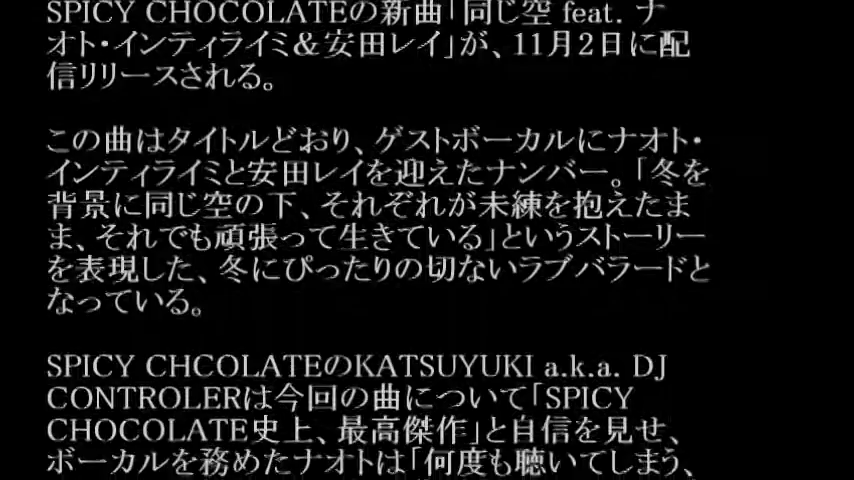 SPICY CHOCOLATEの新曲「同じ空 feat. ナ
オト・インティライミ&安田レイ」が、11月2日に配
信リリースされる。
この曲はタイトルどおり、ゲストボーカルにナオト・
インティライミと安田レイを迎えたナンバー。「冬を
背景に同じ空の下、それぞれが未練を抱えたま
ま、それでも頑張って生きている」というストーリー
を表現した、冬にぴったりの切ないラブバラードと
なっている。
SPICY CHCOLATEのKATSUYUKI a.k.a. DJ
CONTROLERは今回の曲について「SPICY
CHOCOLATE史上、最高傑作」と自信を見せ、
ボーカルを務めたナオトは「何度も聴いてしまう、